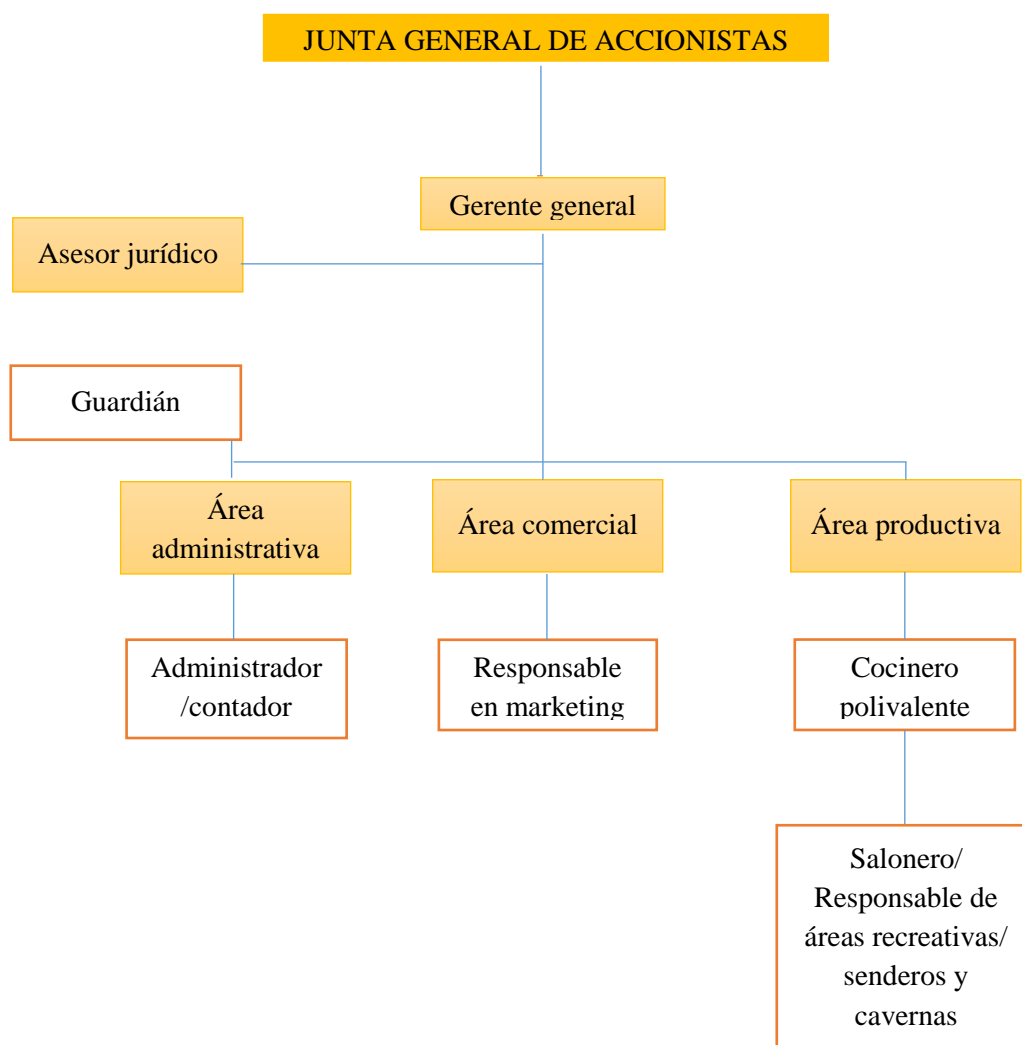 JUNTA GENERAL DE ACCIONISTAS
Gerente general
Asesor jurídico
Guardián
Área
administrativa
Área comercial
Área productiva
Administrador
/contador
Responsable
en marketing
Cocinero
polivalente
Salonero/
Responsable de
áreas recreativas/
senderos y
cavernas